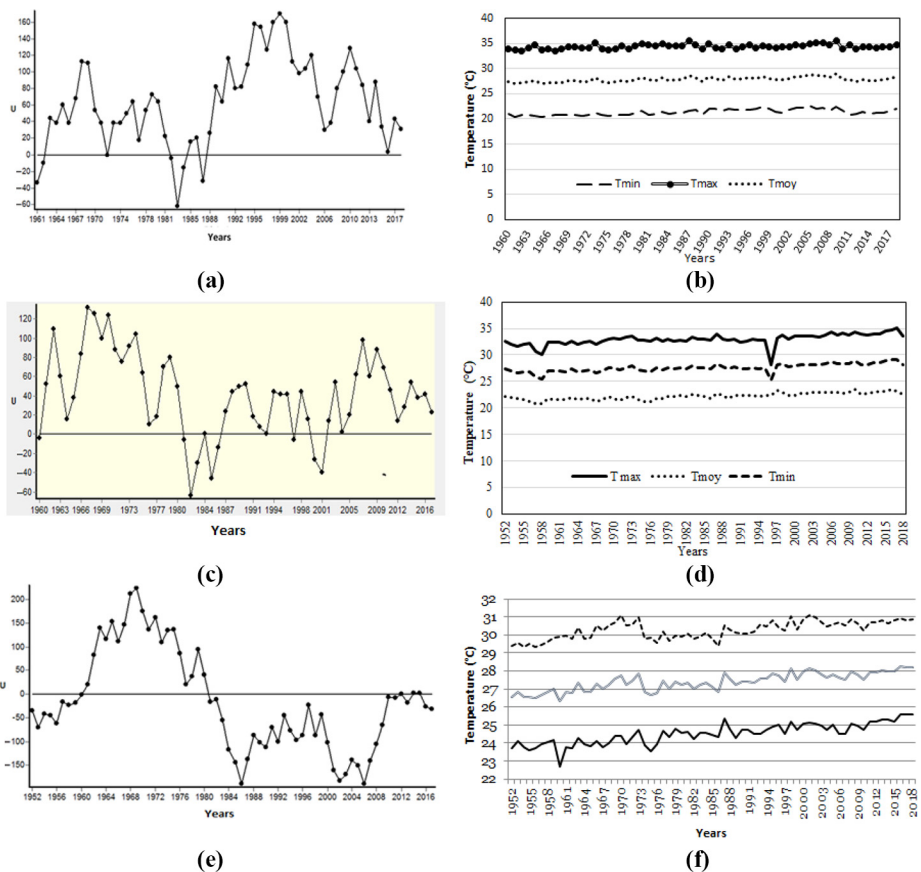 160
140
120
100
80
60
40
20
0
−20
−40
−60
U
1961 1964 1967 1970 1974 1978 1981 1985 1988 1991 1995 1999 2002 2006 2010 2013 2017
Years
(a)
40
35
30
25
20
15
10
5
0
Temperature (°C)
Tmin Tmax Tmoy
1960 1963 1966 1969 1972 1975 1978 1981 1984 1987 1990 1993 1996 1999 2002 2005 2008 2011 2014 2017
Years
(b)
120
100
80
60
40
20
0
−20
−40
−60
U
1960 1963 1966 1969 1973 1977 1980 1984 1987 1991 1994 1998 2001 2005 2009 2012 2016
Years
(c)
40
35
30
25
20
15
10
5
0
Temperature (°C)
T max Tmoy Tmin
1952 1955 1958 1961 1964 1967 1970 1973 1976 1979 1982 1985 1988 1991 1994 1997 2000 2003 2006 2009 2012 2015 2018
Years
(d)
200
150
100
50
0
−50
−100
−150
U
1952 1956 1960 1964 1968 1972 1976 1980 1984 1988 1992 1996 2000 2004 2008 2012 2016
Years
(e)
31
30
29
28
27
26
25
24
23
22
Temperature (°C)
1952 1955 1958 1961 1964 1967 1970 1973 1976 1979 1982 1985 1988 1991 1994 1997 2000 2003 2006 2009 2012 2015 2018
Years
(f)